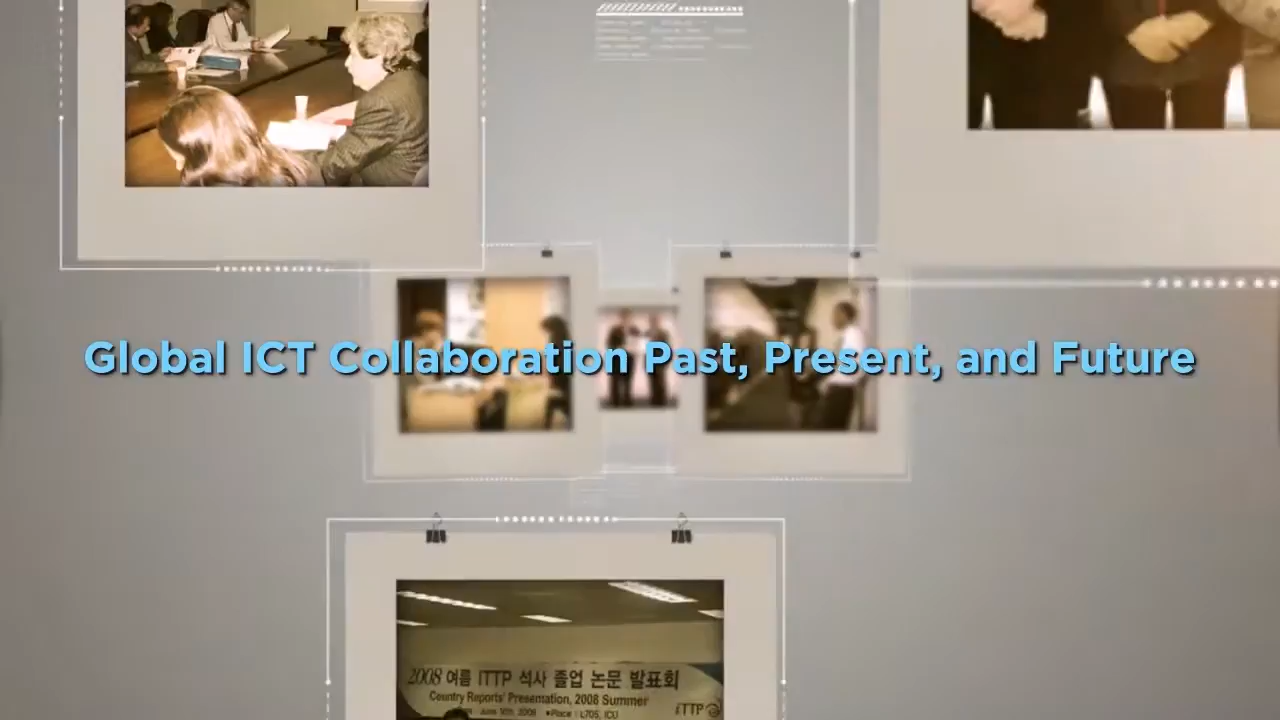 Global ICT Collaboration Past, Present, and Future
2008 여름 ITTP 석사 졸업 논문 발표회
Country Reports' Presentation, 2008 Summer
ITTP